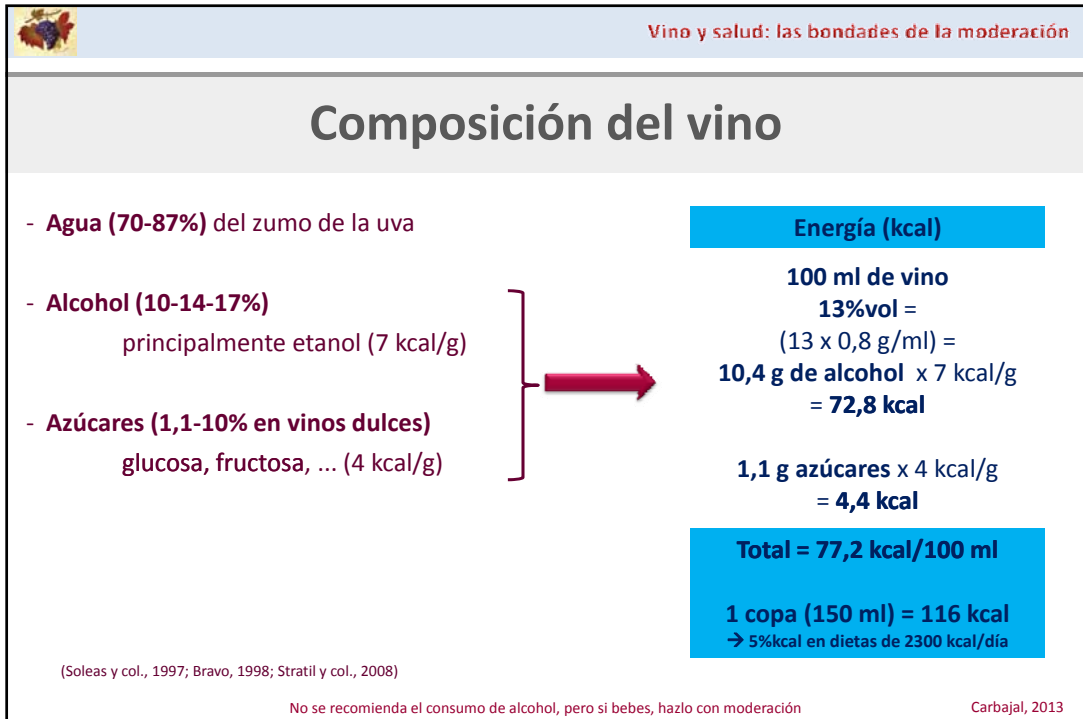 Vino y salud: las bondades de la moderación
Composición del vino
- Agua (70-87%) del zumo de la uva
- Alcohol (10-14-17%)
principalmente etanol (7 kcal/g)
- Azúcares (1,1-10% en vinos dulces)
glucosa, fructosa, ... (4 kcal/g)
Energía (kcal)
100 ml de vino
13%vol =
(13 x 0,8 g/ml) =
10,4 g de alcohol x 7 kcal/g
= 72,8 kcal
1,1 g azúcares x 4 kcal/g
= 4,4 kcal
Total = 77,2 kcal/100 ml
1 copa (150 ml) = 116 kcal
→ 5%kcal en dietas de 2300 kcal/día
(Soleas y col., 1997; Bravo, 1998; Stratil y col., 2008)
No se recomienda el consumo de alcohol, pero si bebes, hazlo con moderación
Carbajal, 2013